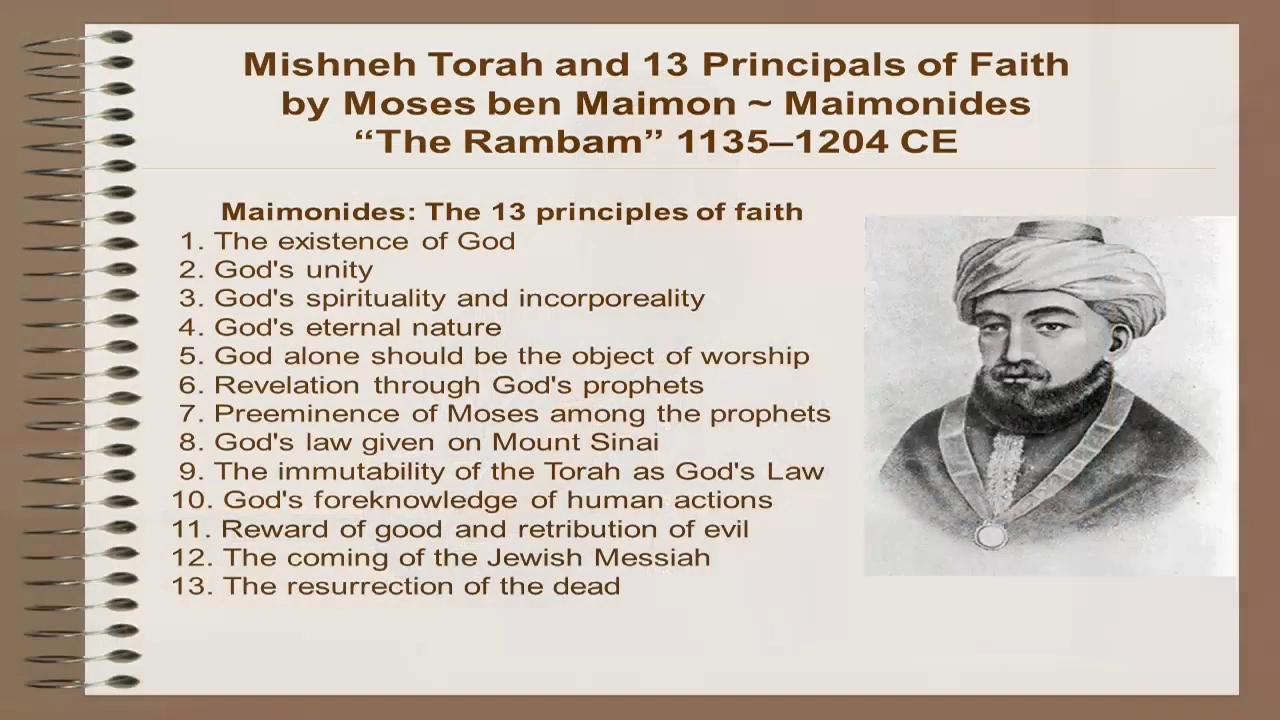 Mishneh Torah and 13 Principals of Faith
by Moses ben Maimon ~ Maimonides
“The Rambam” 1135–1204 CE
Maimonides: The 13 principles of faith
1. The existence of God
2. God's unity
3. God's spirituality and incorporeality
4. God's eternal nature
5. God alone should be the object of worship
6. Revelation through God's prophets
7. Preeminence of Moses among the prophets
8. God's law given on Mount Sinai
9. The immutability of the Torah as God's Law
10. God's foreknowledge of human actions
11. Reward of good and retribution of evil
12. The coming of the Jewish Messiah
13. The resurrection of the dead